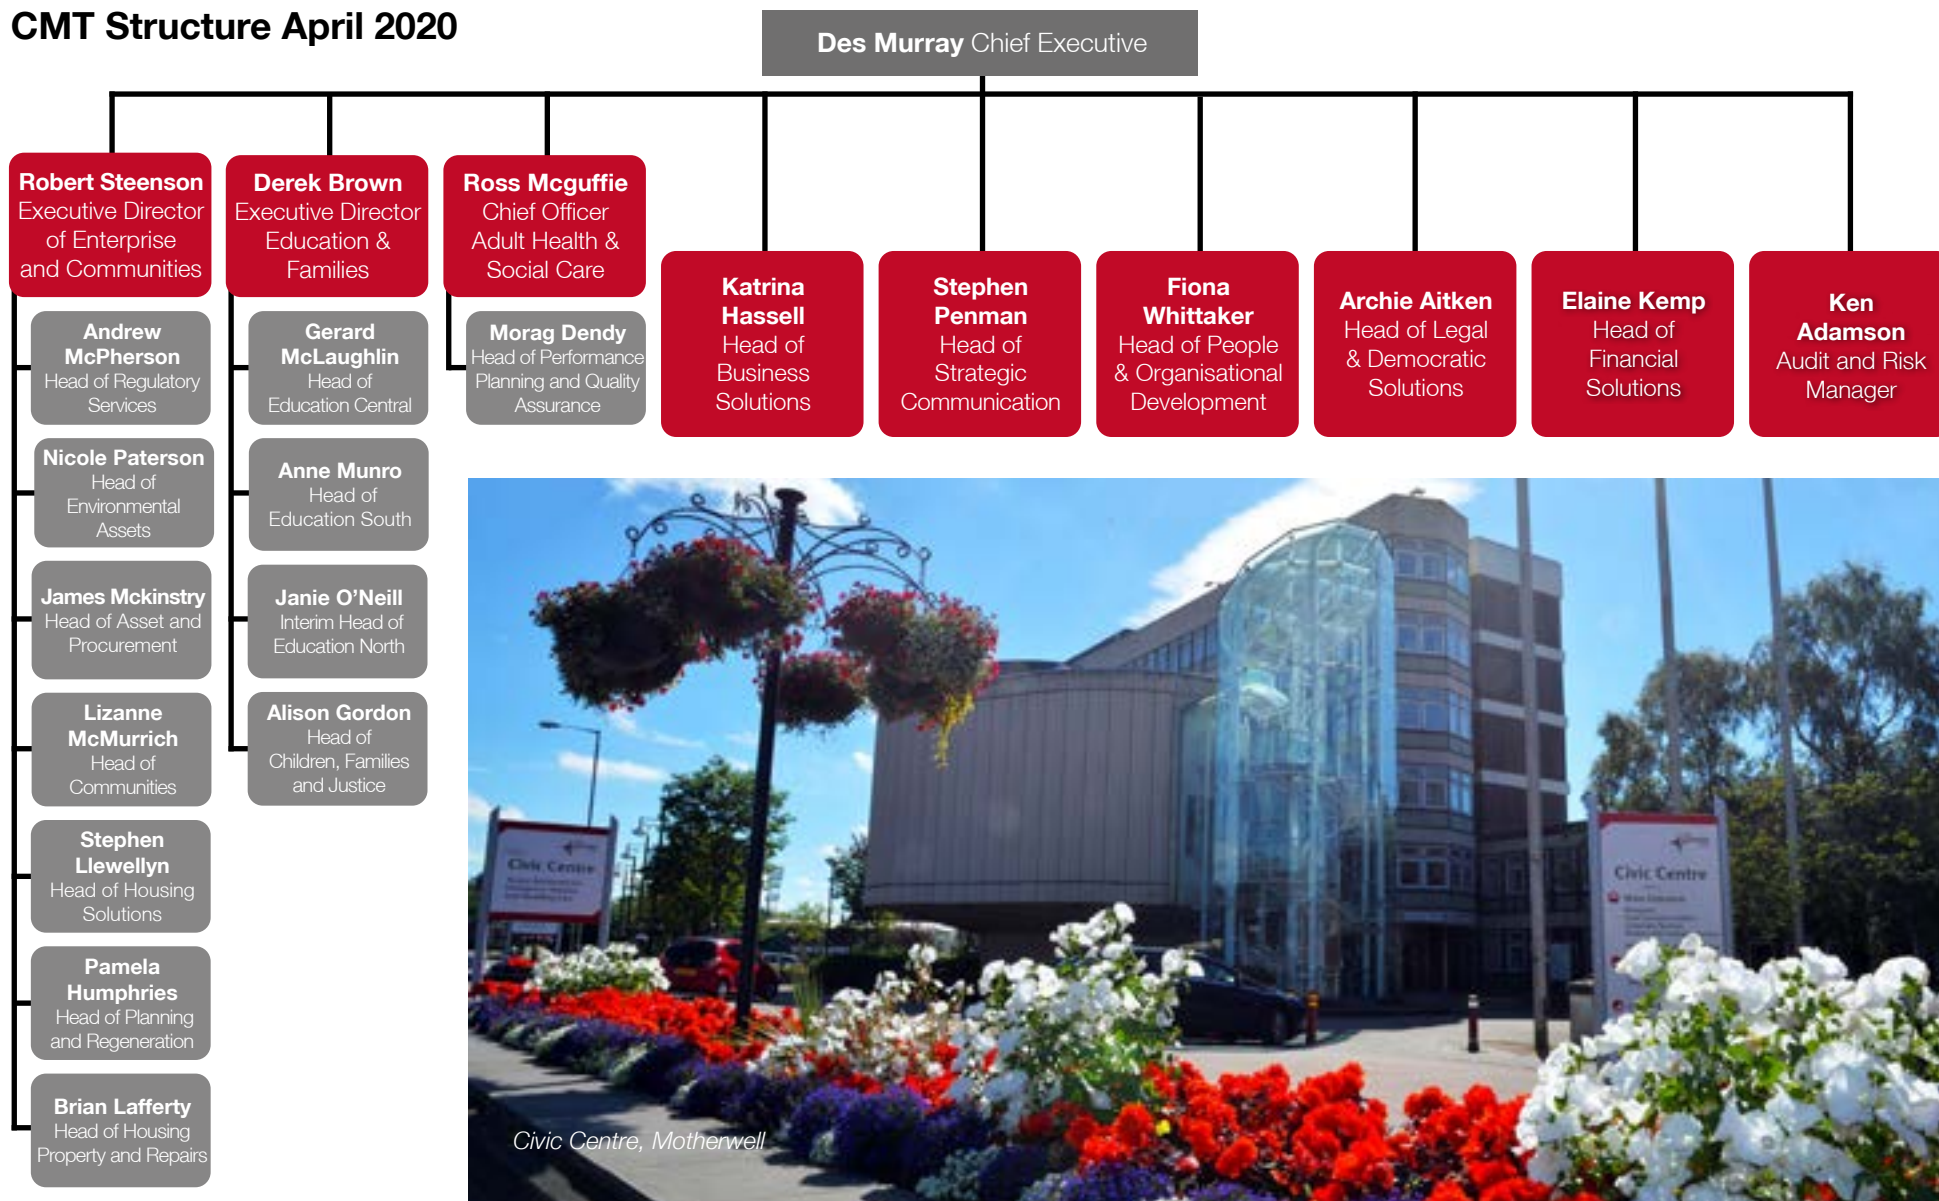 CMT Structure April 2020
Des Murray Chief Executive
Robert Steenson
Executive Director
of Enterprise
and Communities
Andrew
McPherson
Head of Regulatory
Services
Nicole Paterson
Head of
Environmental
Assets
James Mckinstry
Head of Asset and
Procurement
Lizanne
McMurrich
Head of
Communities
Stephen
Llewellyn
Head of Housing
Solutions
Pamela
Humphries
Head of Planning
and Regeneration
Brian Lafferty
Head of Housing
Property and Repairs
Derek Brown
Executive Director
Education &
Families
Gerard
McLaughlin
Head of
Education Central
Anne Munro
Head of
Education South
Janie O’Neill
Interim Head of
Education North
Alison Gordon
Head of
Children, Families
and Justice
Ross Mcguffie
Chief Officer
Adult Health &
Social Care
Morag Dendy
Head of Performance
Planning and Quality
Assurance
Katrina
Hassell
Head of
Business
Solutions
Stephen
Penman
Head of
Strategic
Communication
Fiona
Whittaker
Head of People
& Organisational
Development
Archie Aitken
Head of Legal
& Democratic
Solutions
Elaine Kemp
Head of
Financial
Solutions
Ken
Adamson
Audit and Risk
Manager
Civic Centre
Civic Centre
Civic Centre, Motherwell